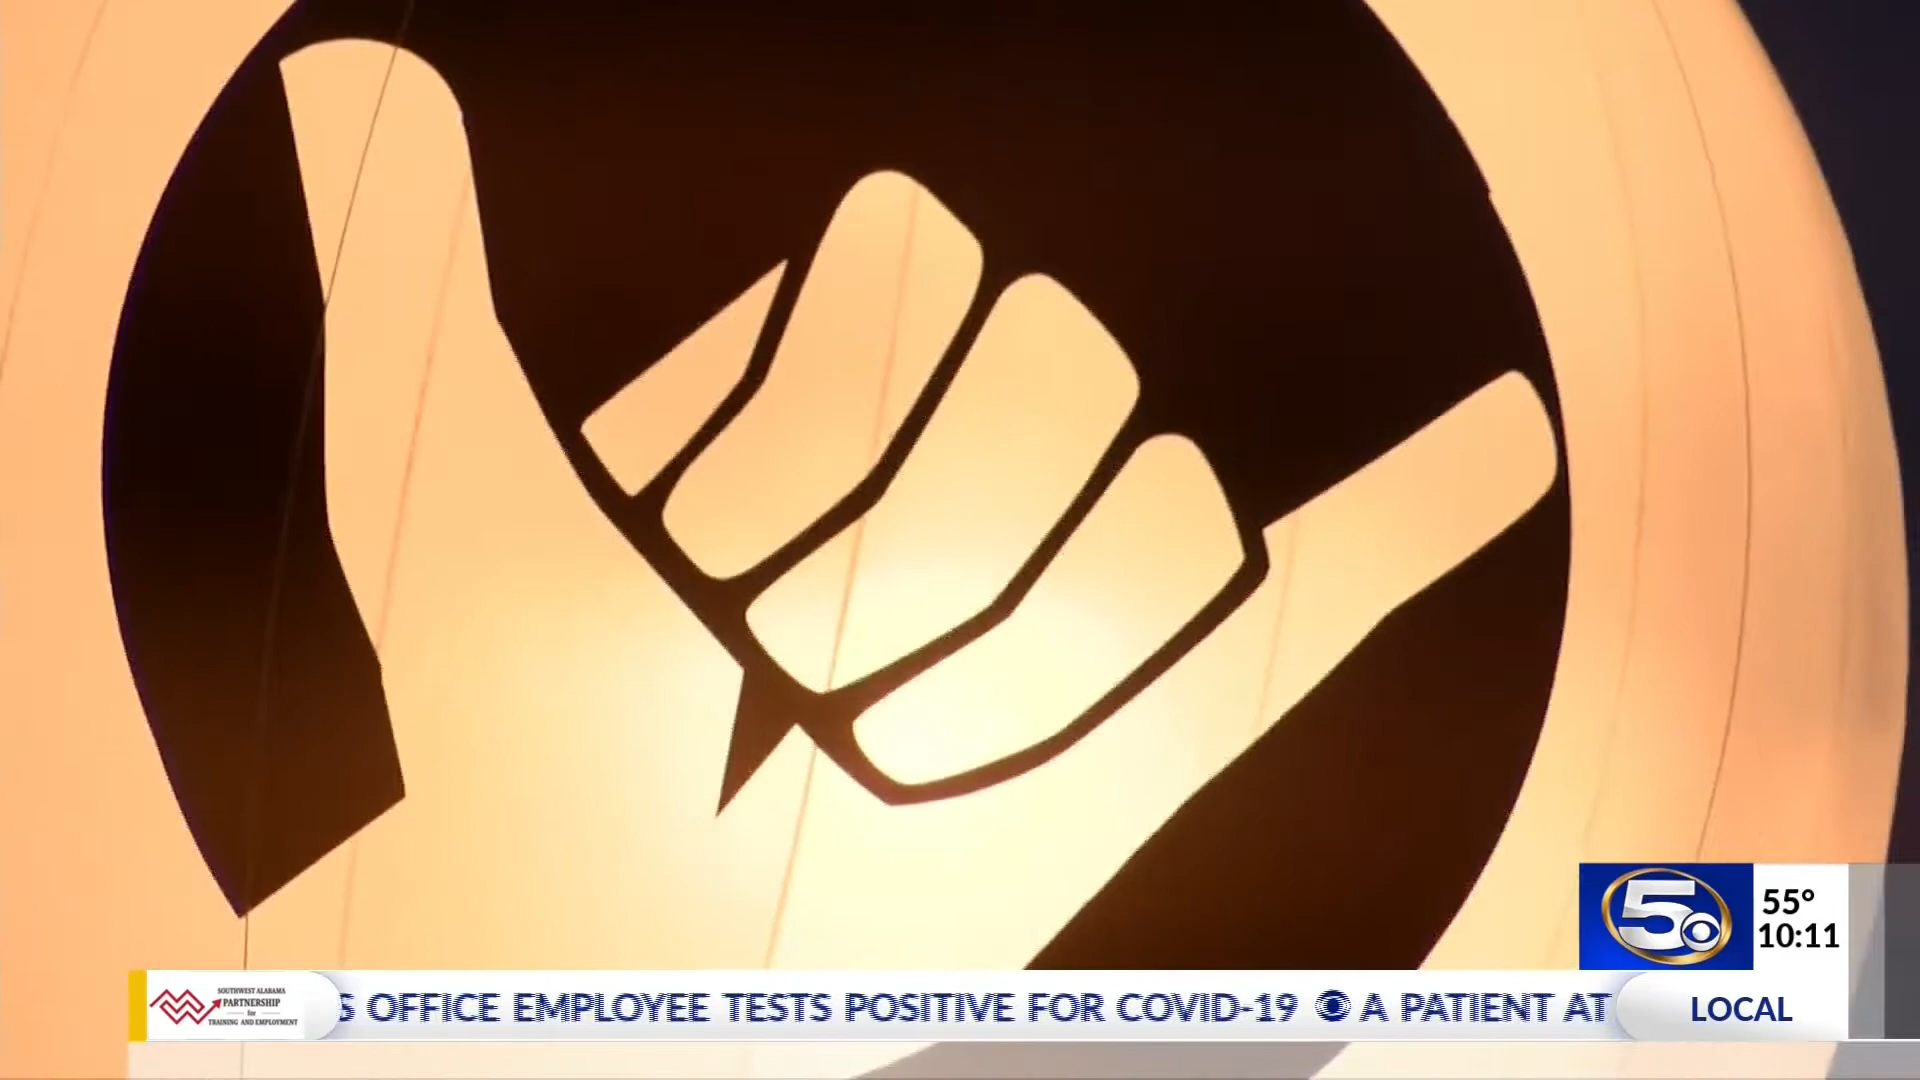 5
55°
10:11
SOUTHWEST ALABAMA
PARTNERSHIP
for
TRAINING AND EMPLOYMENT
S OFFICE EMPLOYEE TESTS POSITIVE FOR COVID-19 A PATIENT AT
LOCAL